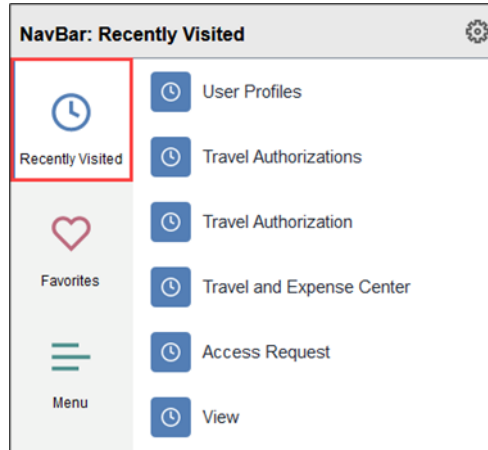 NavBar: Recently Visited
Recently Visited
Favorites
Menu
User Profiles
Travel Authorizations
Travel Authorization
Travel and Expense Center
Access Request
View